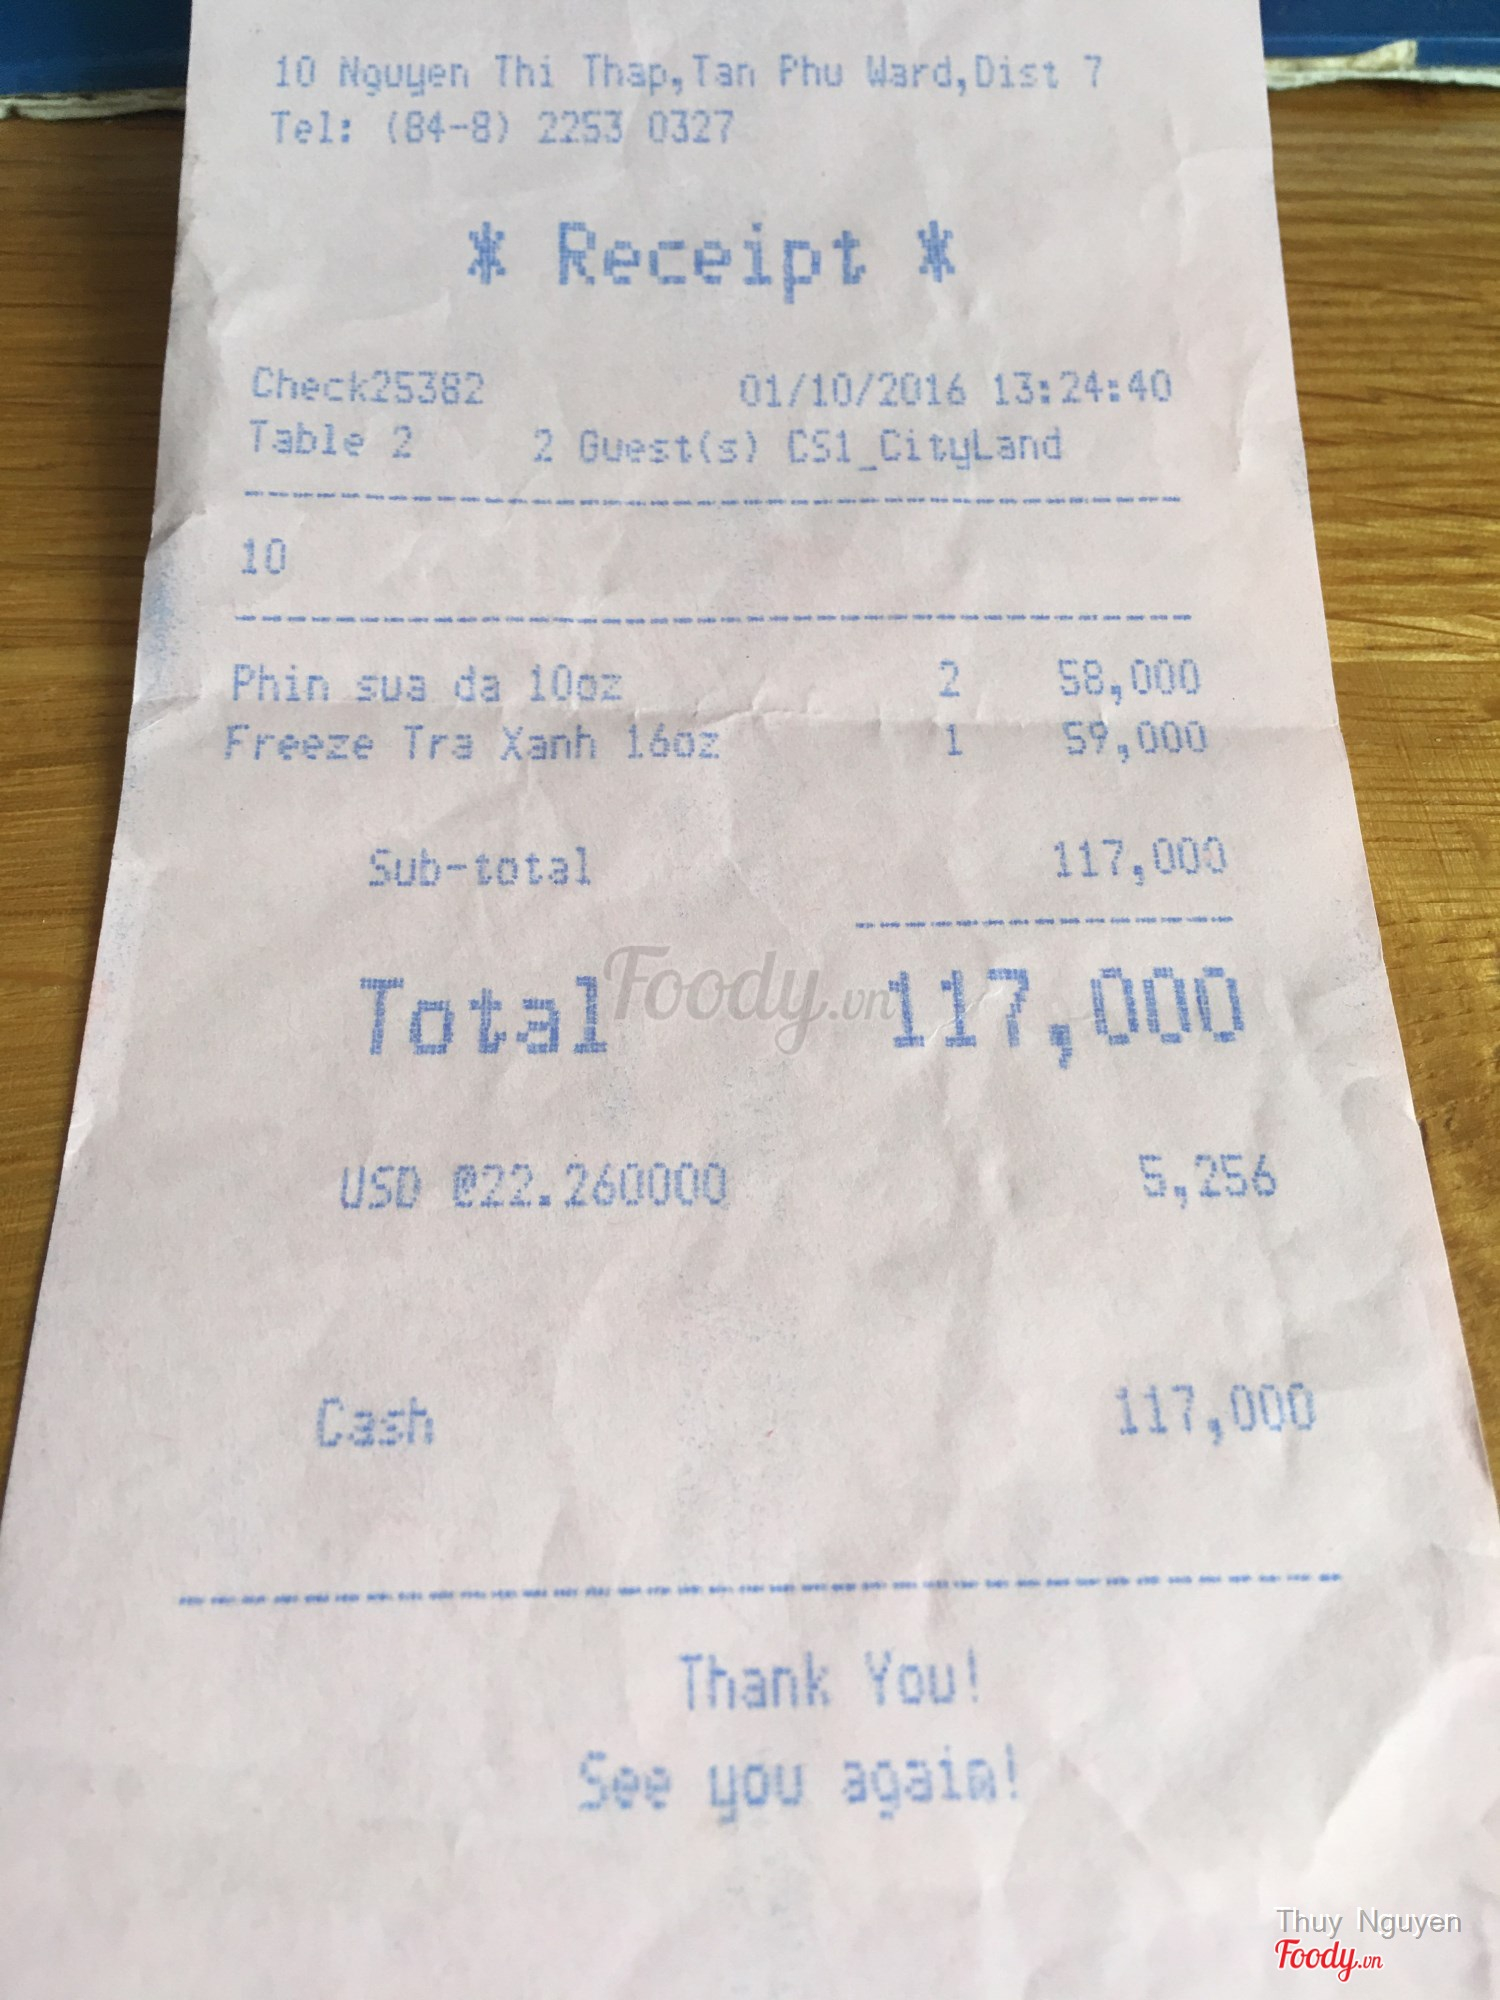 10 Nguyen Thi Thap,Tan Phu Ward,Dist 7
Tel: (84-8) 2253 0327
* Receipt *
Check25382 01/10/2016 13:24:40
Table 2 2 Guest(s) CS1_CityLand
10
Phin sua da 10oz 2 58,000
Freeze Tra Xanh 16oz 1 59,000
Sub-total 117,000
Total 117,000
Foody.vn
USD @22.260000 5,256
Cash 117,000
Thank You!
See you again!
Thuy Nguyen
Foody.vn